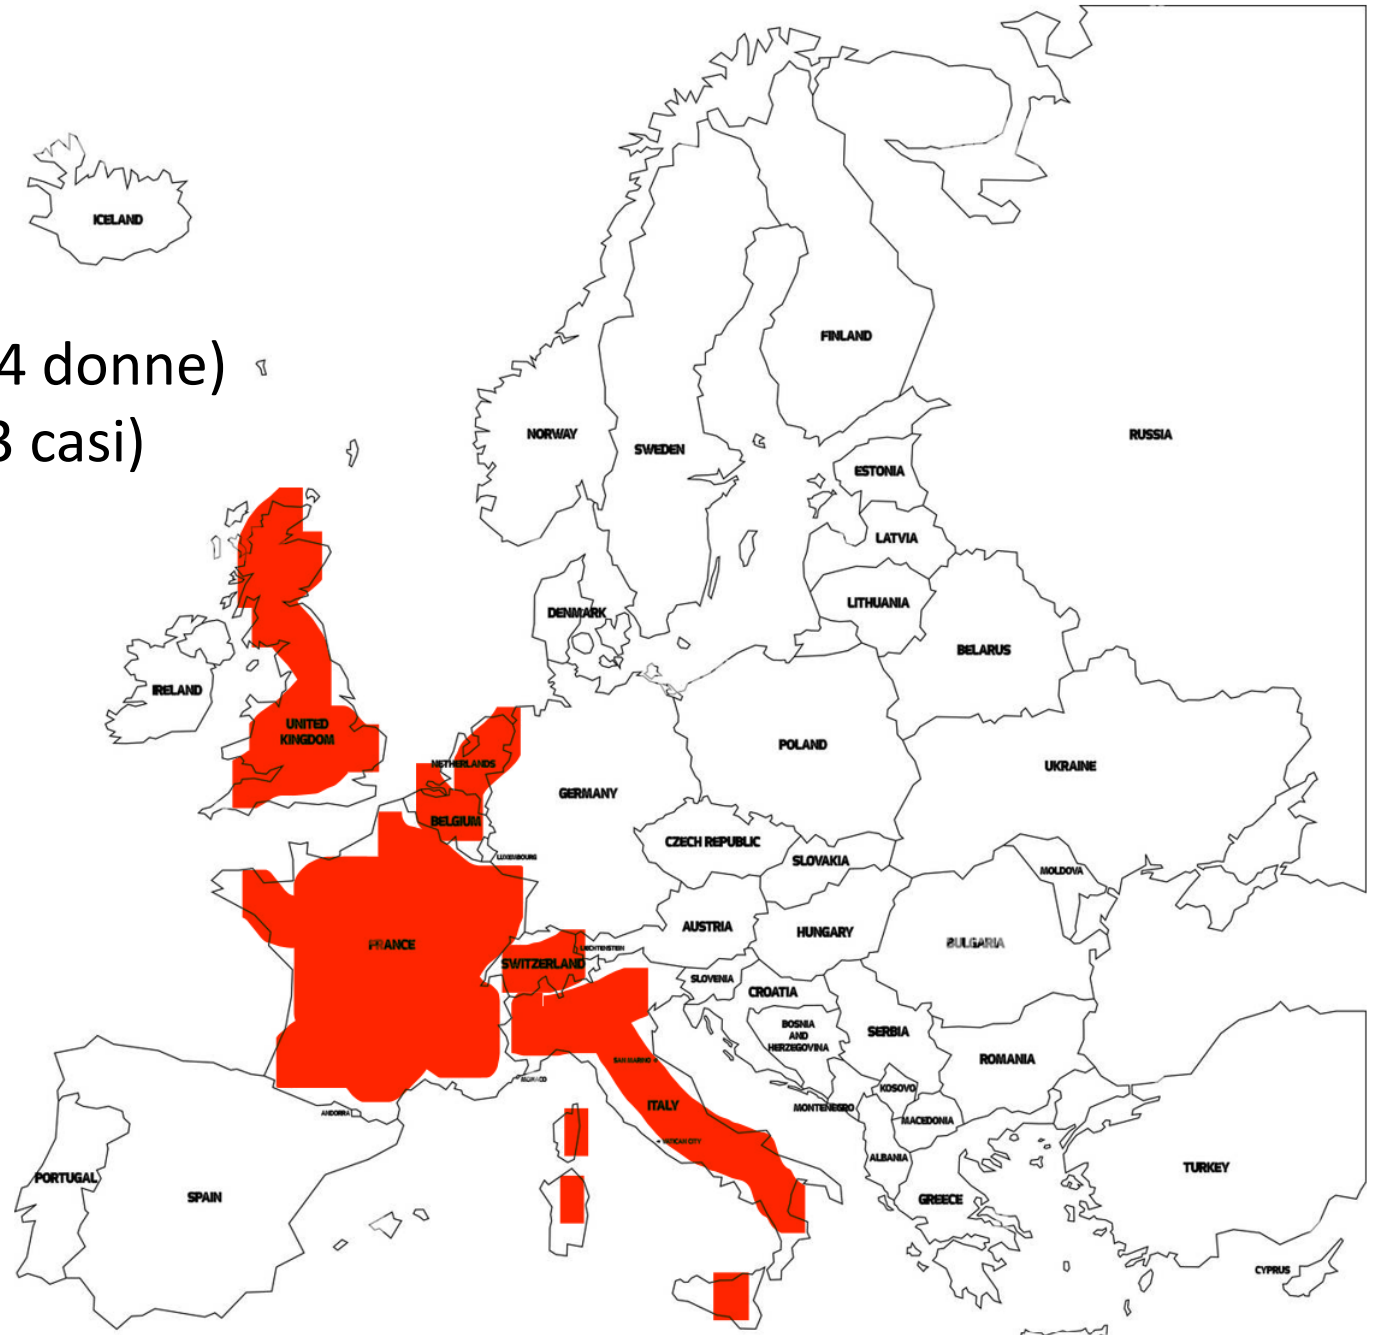 ICELAND
4 donne)
FINLAND
3 casi)
NORWAY
SWEDEN
RUSSIA
ESTONIA
LATVIA
LITHUANIA
DENMARK
BELARUS
IRELAND
UNITED
KINGDOM
NETHERLANDS
POLAND
UKRAINE
GERMANY
BELGIUM
CZECH REPUBLIC
LUXEMBOURG
SLOVAKIA
MOLDOVA
AUSTRIA
HUNGARY
FRANCE
BULGARIA
LIECHTENSTEIN
SWITZERLAND
SLOVENIA
CROATIA
BOSNIA
AND
HERZEGOVINA
SERBIA
SAN MARINO
ROMANIA
MONACO
KOSOVO
ITALY
MONTENEGRO
ANDORRA
MACEDONIA
VATICAN CITY
ALBANIA
TURKEY
PORTUGAL
SPAIN
GREECE
CYPRUS